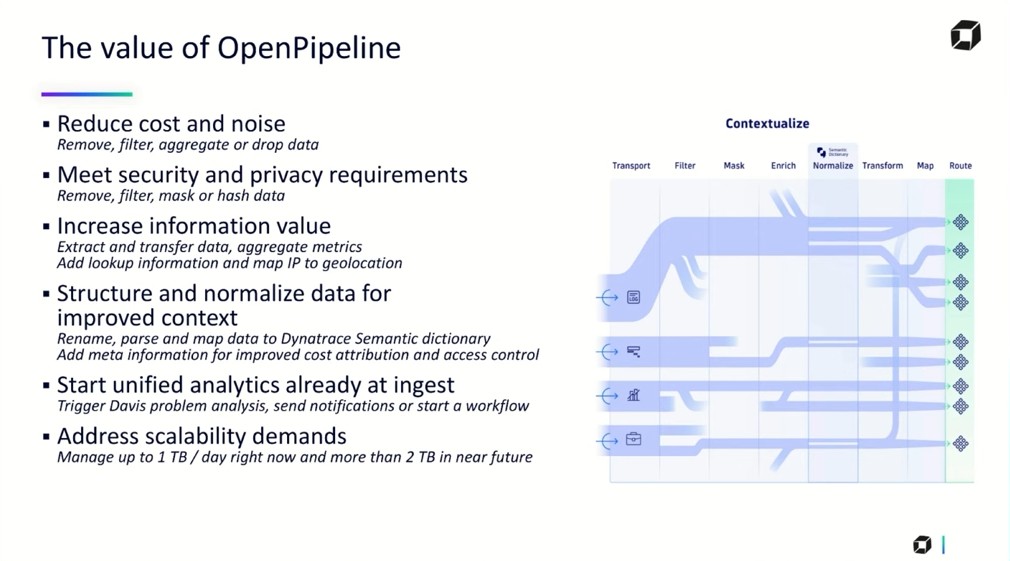 The value of OpenPipeline
▪ Reduce cost and noise
Remove, filter, aggregate or drop data
▪ Meet security and privacy requirements
Remove, filter, mask or hash data
▪ Increase information value
Extract and transfer data, aggregate metrics
Add lookup information and map IP to geolocation
▪ Structure and normalize data for
improved context
Rename, parse and map data to Dynatrace Semantic dictionary
Add meta information for improved cost attribution and access control
▪ Start unified analytics already at ingest
Trigger Davis problem analysis, send notifications or start a workflow
▪ Address scalability demands
Manage up to 1 TB / day right now and more than 2 TB in near future
Contextualize
Semantic
Dictionary
Transport Filter Mask Enrich Normalize Transform Map Route
LOG